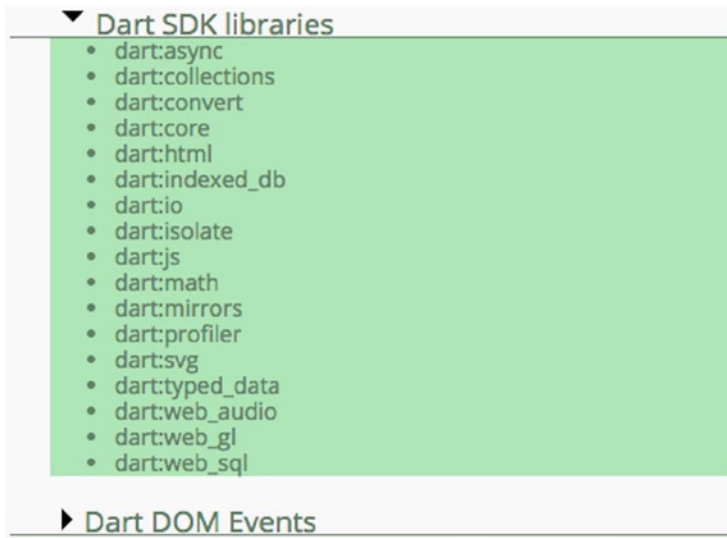 Dart SDK libraries
dart:async
dart:collections
dart:convert
dart:core
dart:html
dart:indexed_db
dart:io
dart:isolate
dart:js
dart:math
dart:mirrors
dart:profiler
dart:svg
dart:typed_data
dart:web_audio
dart:web_gl
dart:web_sql
Dart DOM Events